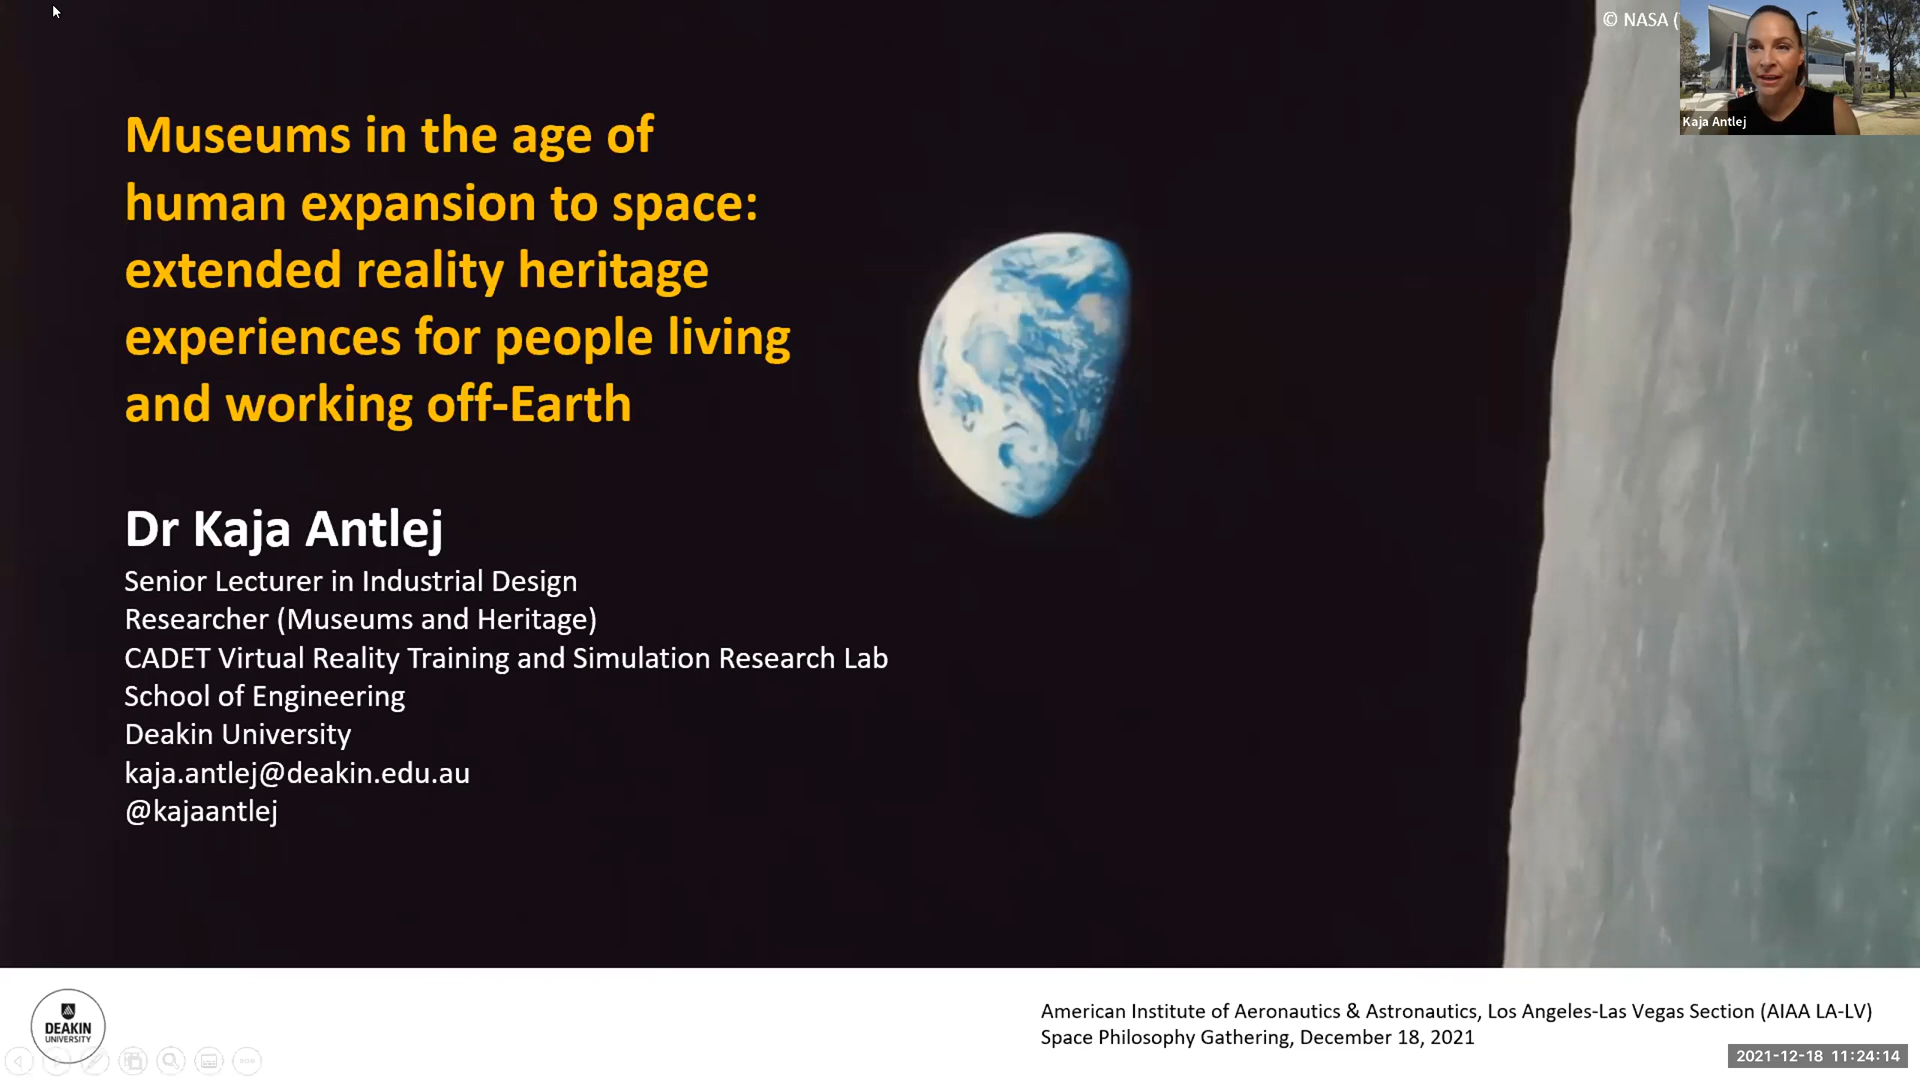 © NASA (
Kaja Antlej
Museums in the age of
human expansion to space:
extended reality heritage
experiences for people living
and working off-Earth
Dr Kaja Antlej
Senior Lecturer in Industrial Design
Researcher (Museums and Heritage)
CADET Virtual Reality Training and Simulation Research Lab
School of Engineering
Deakin University
kaja.antlej@deakin.edu.au
@kajaantlej
DEAKIN
UNIVERSITY
American Institute of Aeronautics & Astronautics, Los Angeles-Las Vegas Section (AIAA LA-LV)
Space Philosophy Gathering, December 18, 2021
2021-12-18 11:24:14